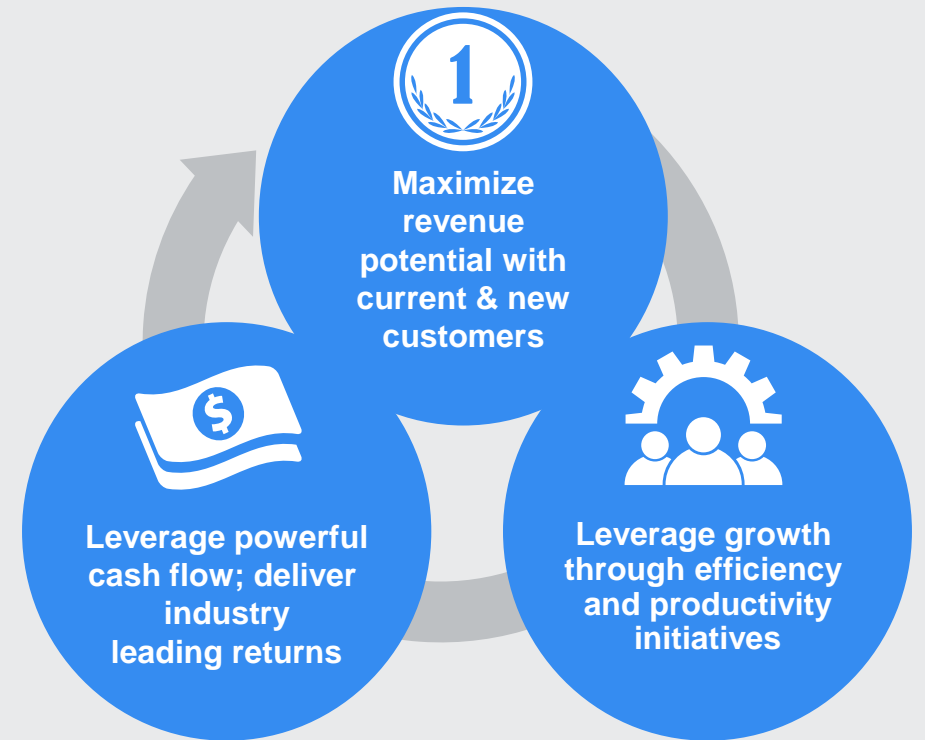 1
Maximize
revenue
potential with
current & new
customers
$
Leverage powerful
cash flow; deliver
industry
leading returns
Leverage growth
through efficiency
and productivity
initiatives